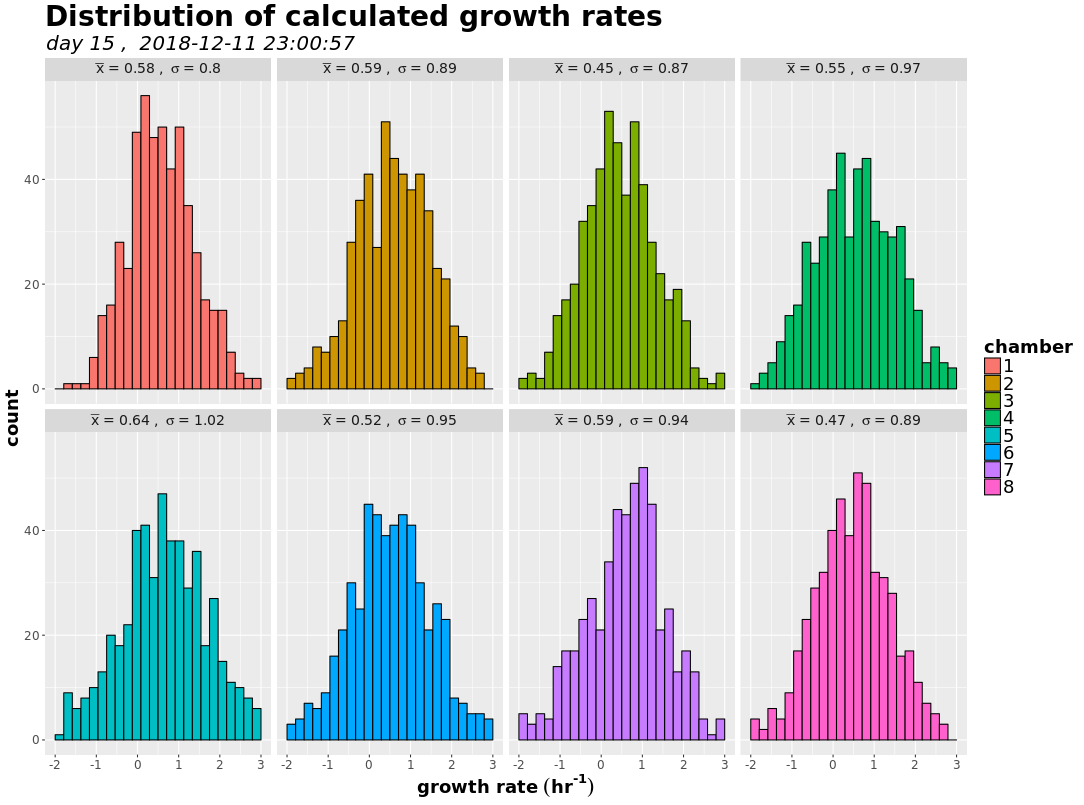 Distribution of calculated growth rates
day 15 , 2018-12-11 23:00:57
x̅ = 0.58 , σ = 0.8
x̅ = 0.59 , σ = 0.89
x̅ = 0.45 , σ = 0.87
x̅ = 0.55 , σ = 0.97
40
20
0
x̅ = 0.64 , σ = 1.02
x̅ = 0.52 , σ = 0.95
x̅ = 0.59 , σ = 0.94
x̅ = 0.47 , σ = 0.89
40
20
0
-2 -1 0 1 2 3
-2 -1 0 1 2 3
-2 -1 0 1 2 3
-2 -1 0 1 2 3
count
growth rate (hr⁻¹)
chamber
1
2
3
4
5
6
7
8